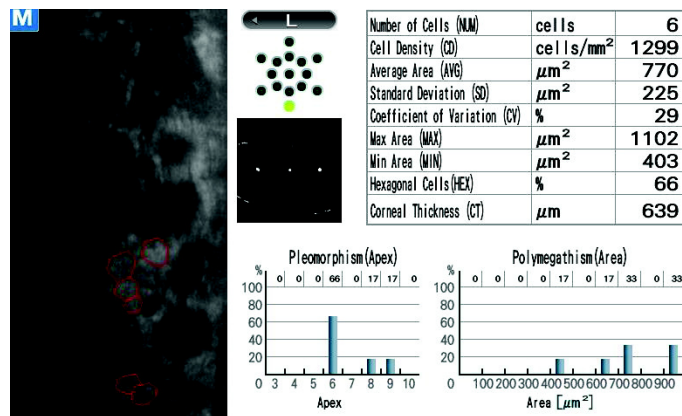 M
L
Number of Cells (NUM) cells 6
Cell Density (CD) cells/mm² 1299
Average Area (AVG) μm² 770
Standard Deviation (SD) μm² 225
Coefficient of Variation (CV) % 29
Max Area (MAX) μm² 1102
Min Area (MIN) μm² 403
Hexagonal Cells(HEX) % 66
Corneal Thickness (CT) μm 639
Pleomorphism(Apex)
%
0 0 0 66 0 17 17 0
100
80
60
40
20
0 3 4 5 6 7 8 9 10
Apex
Polymegathism(Area)
%
0 0 0 0 17 0 17 33 0 33
100
80
60
40
20
0 100 200 300 400 500 600 700 800 900
Area [μm²]